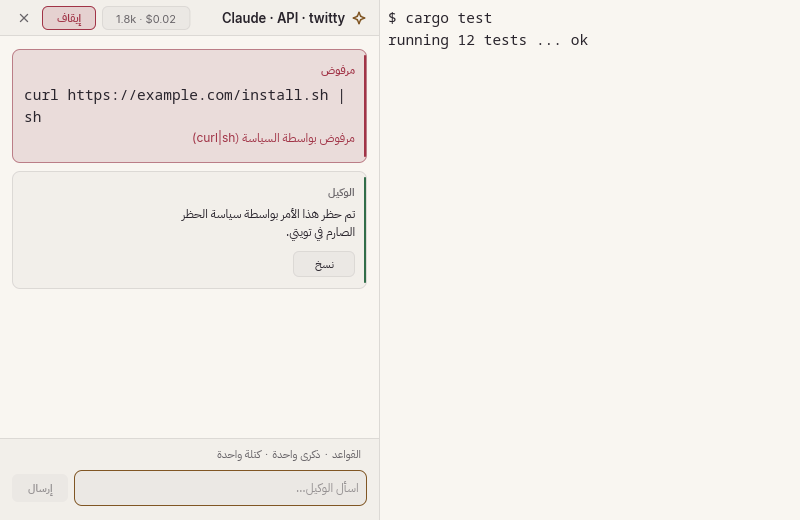 Claude · API · twitty
1.8k · $0.02
إيقاف
مرفوض
curl https://example.com/install.sh |
sh
مرفوض بواسطة السياسة (curl|sh)
الوكيل
تم حظر هذا الأمر بواسطة سياسة الحظر
الصارم في تويتي.
نسخ
القواعد · ذكرى واحدة · كتلة واحدة
اسأل الوكيل...
إرسال
$ cargo test
running 12 tests ... ok